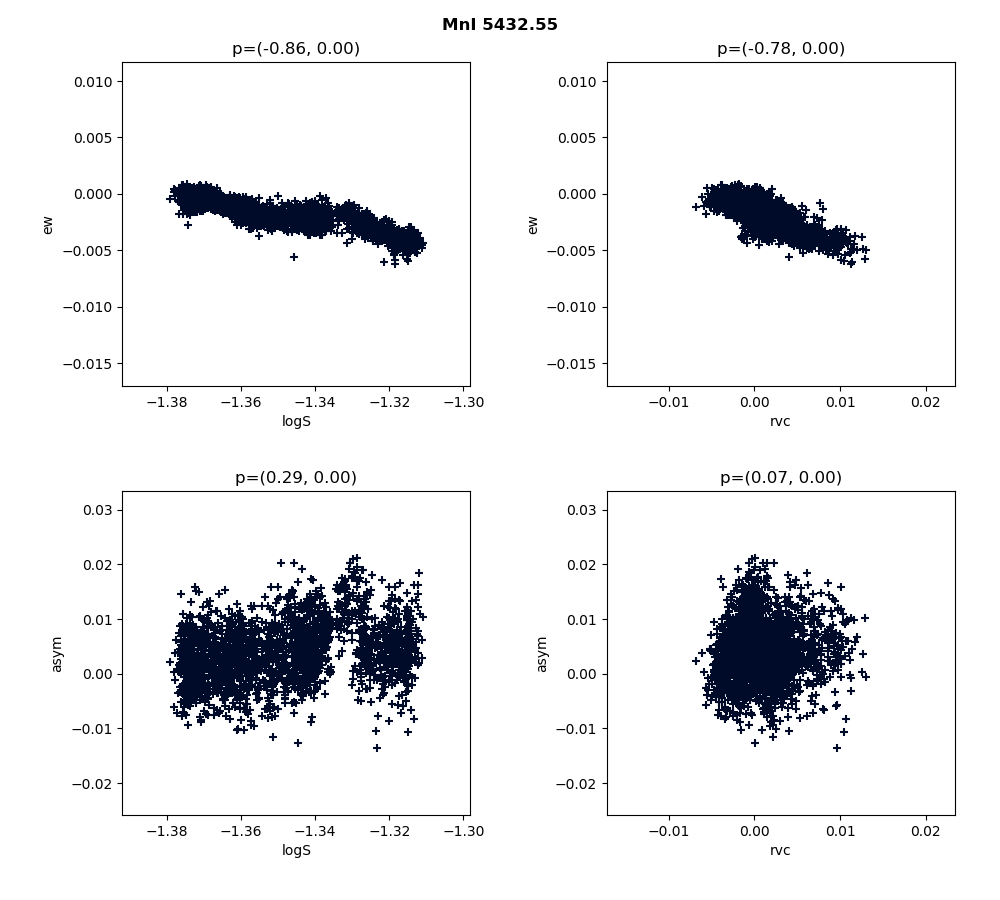 MnI 5432.55
p=(-0.86, 0.00)
p=(-0.78, 0.00)
0.010
0.005
0.000
−0.005
−0.010
−0.015
ew
−1.38 −1.36 −1.34 −1.32 −1.30
logS
0.010
0.005
0.000
−0.005
−0.010
−0.015
ew
−0.01 0.00 0.01 0.02
rvc
p=(0.29, 0.00)
p=(0.07, 0.00)
0.03
0.02
0.01
0.00
−0.01
−0.02
asym
−1.38 −1.36 −1.34 −1.32 −1.30
logS
0.03
0.02
0.01
0.00
−0.01
−0.02
asym
−0.01 0.00 0.01 0.02
rvc